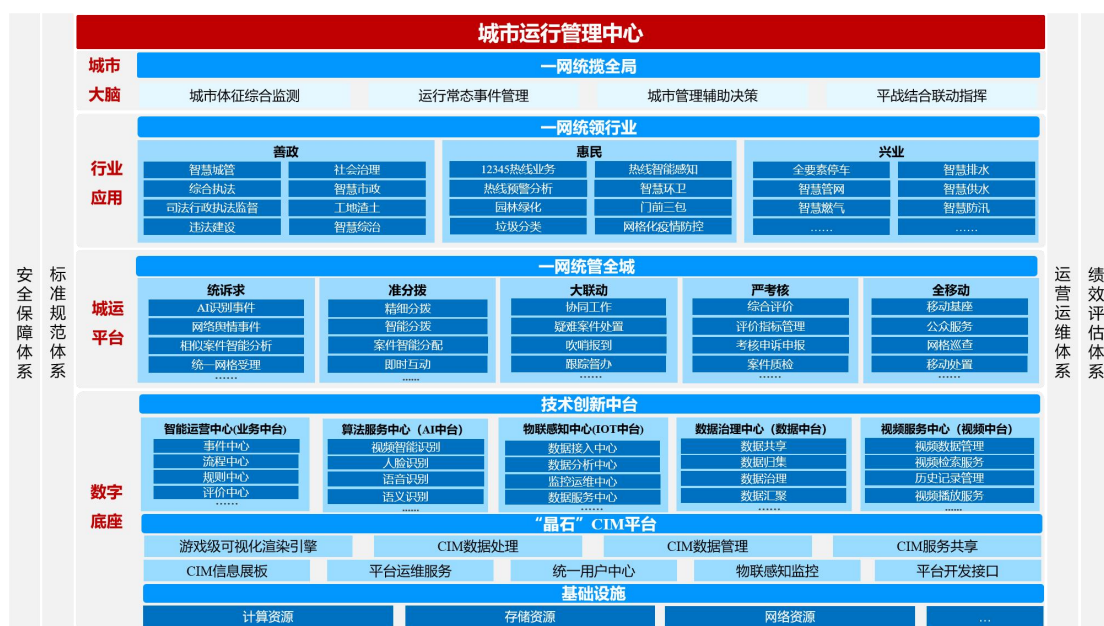 城市运行管理中心
城市
大脑
一网统揽全局
城市体征综合监测 运行常态事件管理 城市管理辅助决策 平战结合联动指挥
行业
应用
一网统领行业
善政 惠民 兴业
智慧城管 社会治理 12345热线业务 热线智能感知 全要素停车 智慧排水
综合执法 智慧市政 热线预警分析 智慧环卫 智慧管网 智慧供水
司法行政执法监督 工地渣土 园林绿化 门前三包 智慧燃气 智慧防汛
违法建设 智慧综治 垃圾分类 网格化疫情防控 …… ……
城运
平台
一网统管全城
统诉求 准分拨 大联动 严考核 全移动
AI识别事件 精细分拨 协同工作 综合评价 移动基座
网络舆情事件 智能分拨 疑难案件处置 评价指标管理 公众服务
相似案件智能分析 案件智能分配 吹哨报到 考核申诉申报 网格巡查
统一网格受理 即时互动 跟踪督办 案件质检 移动处置
…… …… …… …… ……
数字
底座
技术创新中台
智能运营中心(业务中台) 算法服务中心（AI中台） 物联感知中心(IOT中台) 数据治理中心（数据中台） 视频服务中心（视频中台）
事件中心 视频智能识别 数据接入中心 数据共享 视频数据管理
流程中心 人脸识别 数据分析中心 数据归集 视频检索服务
规则中心 语音识别 监控运维中心 数据治理 历史记录管理
评价中心 语义识别 数据服务中心 数据汇聚 视频播放服务
…… …… …… …… ……
“晶石”CIM平台
游戏级可视化渲染引擎 CIM数据处理 CIM数据管理 CIM服务共享
CIM信息展板 平台运维服务 统一用户中心 物联感知监控 平台开发接口
基础设施
计算资源 存储资源 网络资源 …
安全保障体系
标准规范体系
运营运维体系
绩效评估体系